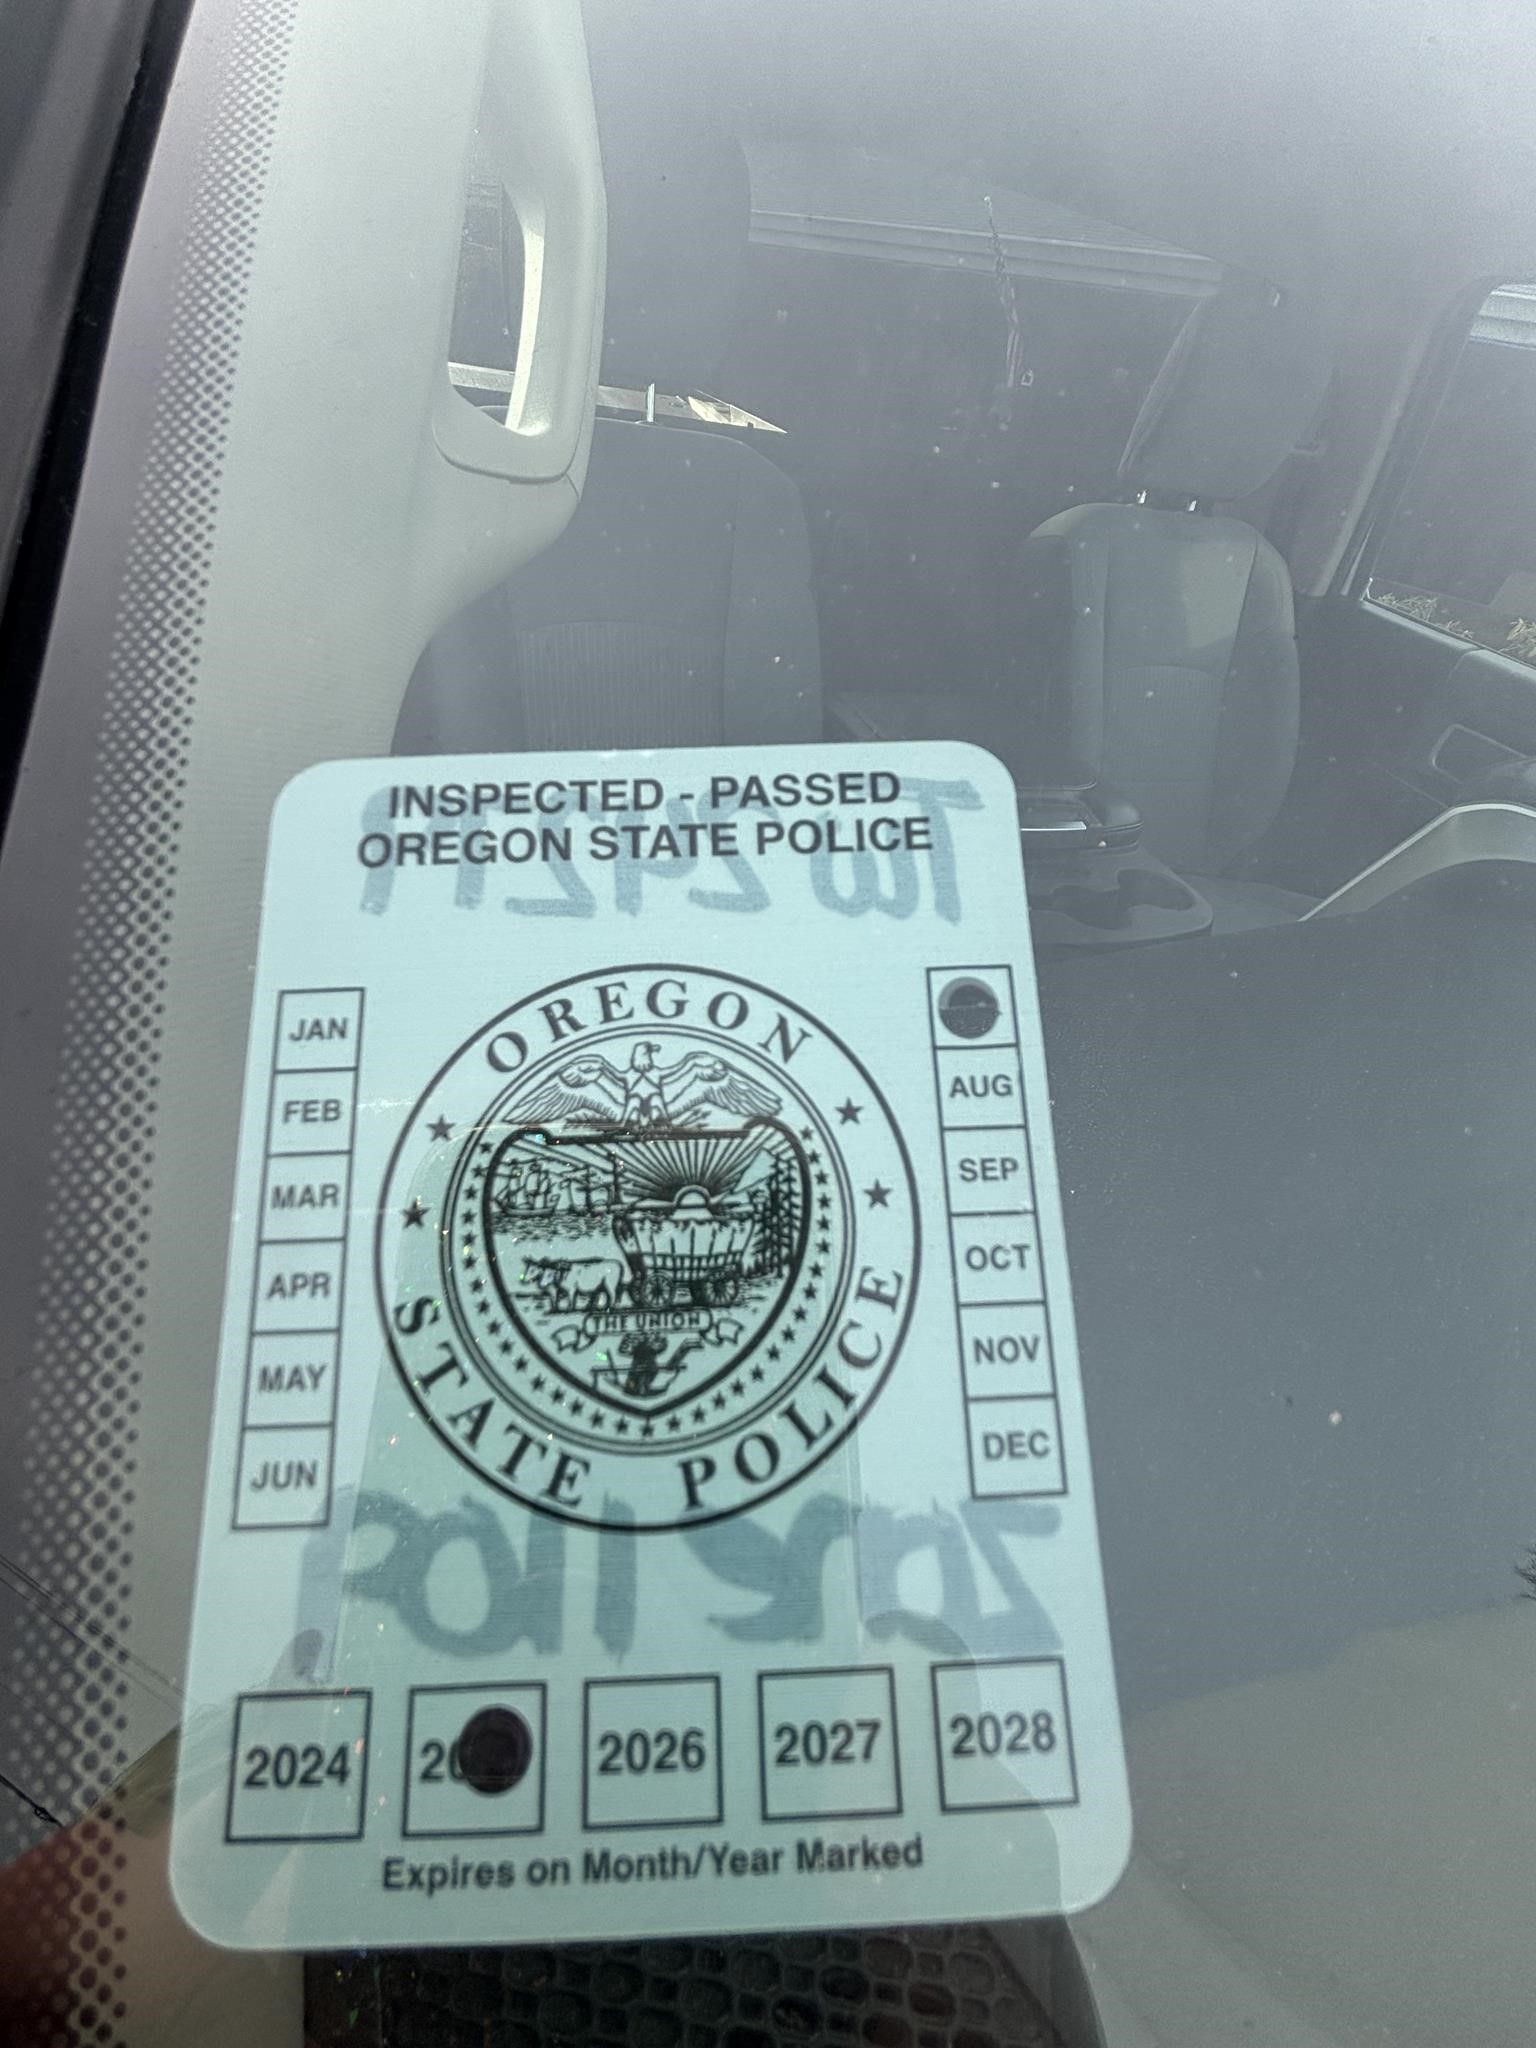 INSPECTED - PASSED
OREGON STATE POLICE
JAN
FEB
MAR
APR
MAY
JUN
OREGON
STATE POLICE
THE UNION
AUG
SEP
OCT
NOV
DEC
2024
20
2026
2027
2028
Expires on Month/Year Marked